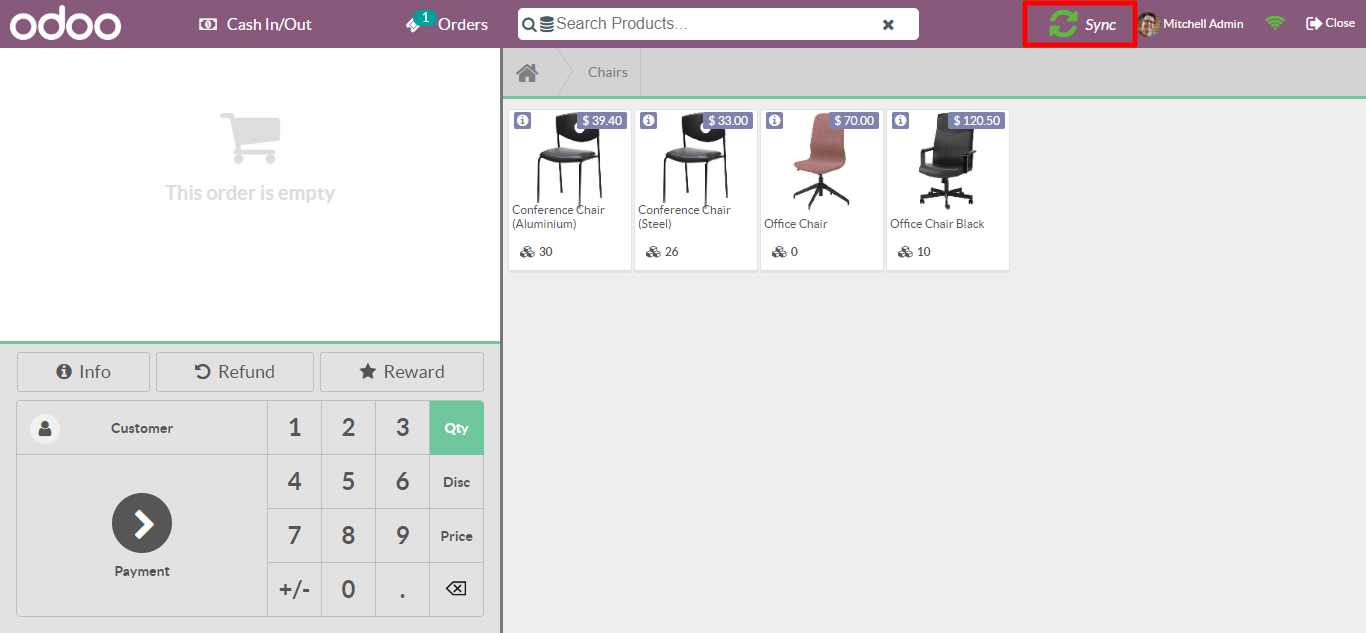 odoo
Cash In/Out
1
Orders
Search Products...
Sync
Mitchell Admin
Close
Chairs
This order is empty
$ 39.40
Conference Chair
(Aluminium)
30
$ 33.00
Conference Chair
(Steel)
26
$ 70.00
Office Chair
0
$ 120.50
Office Chair Black
10
Info
Refund
Reward
Customer
1
2
3
Qty
4
5
6
Disc
7
8
9
Price
+/-
0
.
Payment